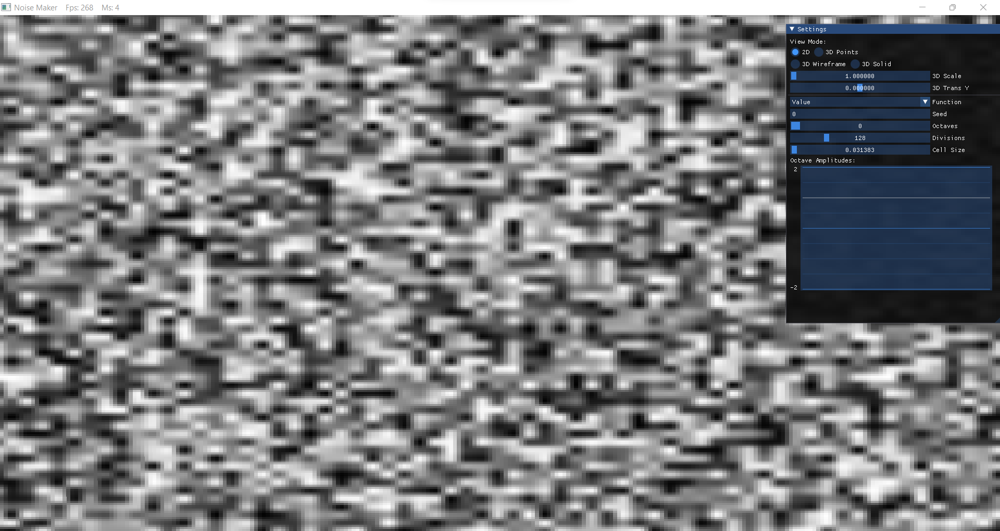 Noise Maker Fps: 268 Ms: 4
Settings
View Mode:
2D 3D Points
3D Wireframe 3D Solid
1.000000 3D Scale
0.000000 3D Trans Y
Value Function
0 Seed
0 Octaves
128 Divisions
0.031383 Cell Size
Octave Amplitudes:
2
-2